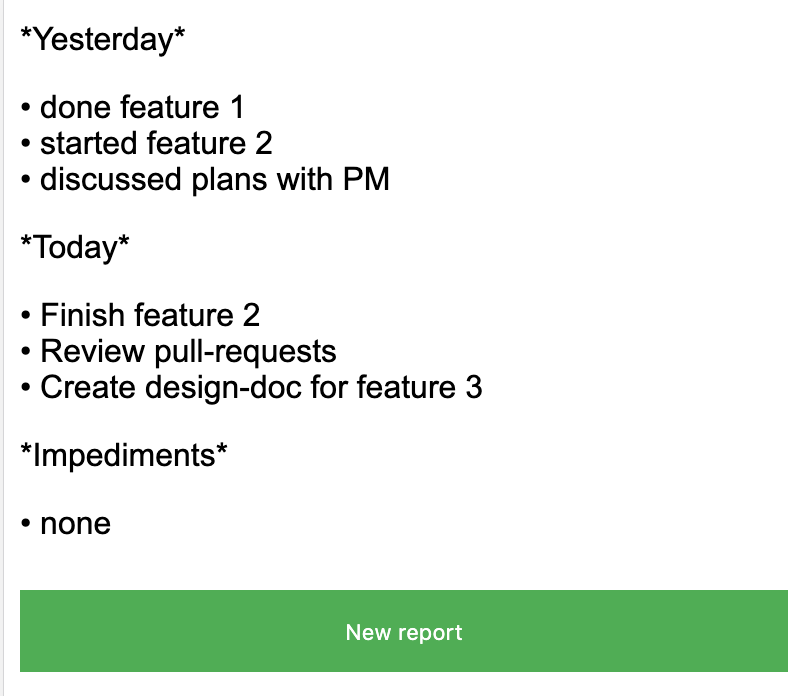 *Yesterday*
• done feature 1
• started feature 2
• discussed plans with PM
*Today*
• Finish feature 2
• Review pull-requests
• Create design-doc for feature 3
*Impediments*
• none
New report